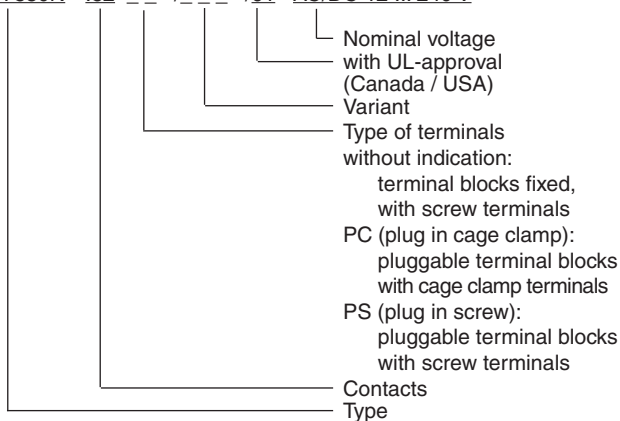 Nominal voltage
with UL-approval
(Canada / USA)
Variant
Type of terminals
without indication:
terminal blocks fixed,
with screw terminals
PC (plug in cage clamp):
pluggable terminal blocks
with cage clamp terminals
PS (plug in screw):
pluggable terminal blocks
with screw terminals
Contacts
Type